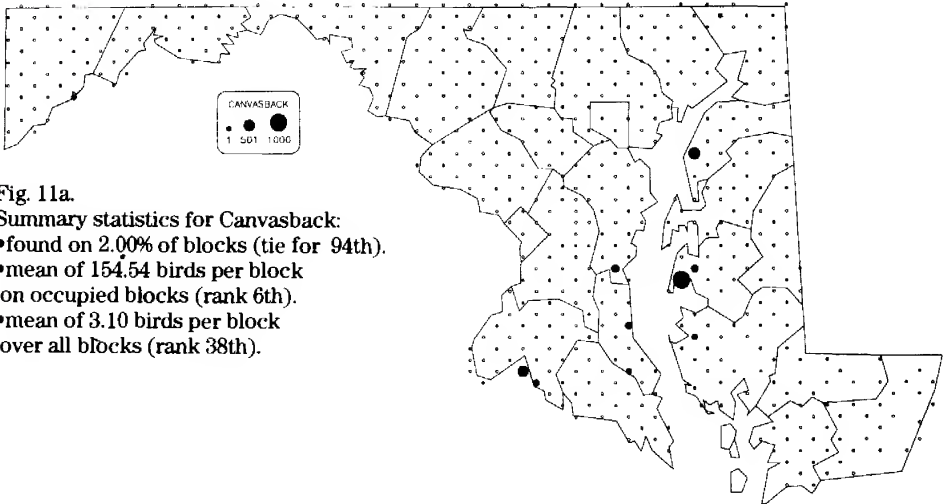 CANVASBACK
1 501 1000
Fig. 11a.
Summary statistics for Canvasback:
•found on 2.00% of blocks (tie for 94th).
•mean of 154.54 birds per block
on occupied blocks (rank 6th).
•mean of 3.10 birds per block
over all blocks (rank 38th).